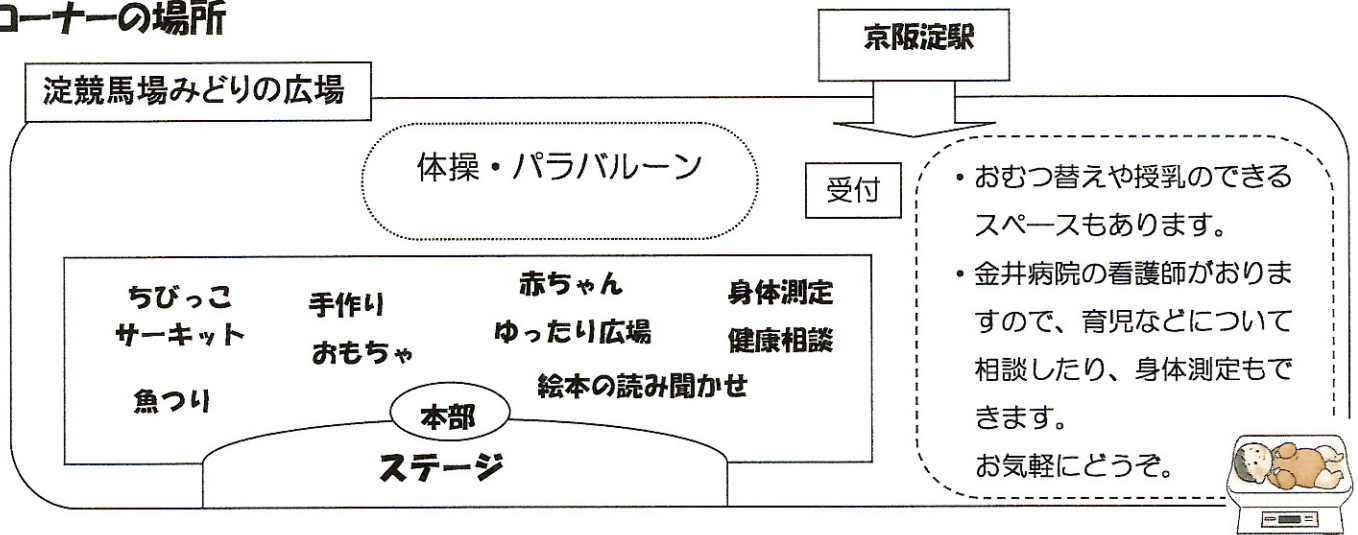 コーナーの場所
京阪淀駅
淀競馬場みどりの広場
体操・パラバルーン
受付
・おむつ替えや授乳のできる
スペースもあります。
・金井病院の看護師がおりま
すので、育児などについて
相談したり、身体測定もで
きます。
お気軽にどうぞ。
ちびっこ
サーキット
手作り
おもちゃ
赤ちゃん
ゆったり広場
身体測定
健康相談
魚つり
絵本の読み聞かせ
本部
ステージ